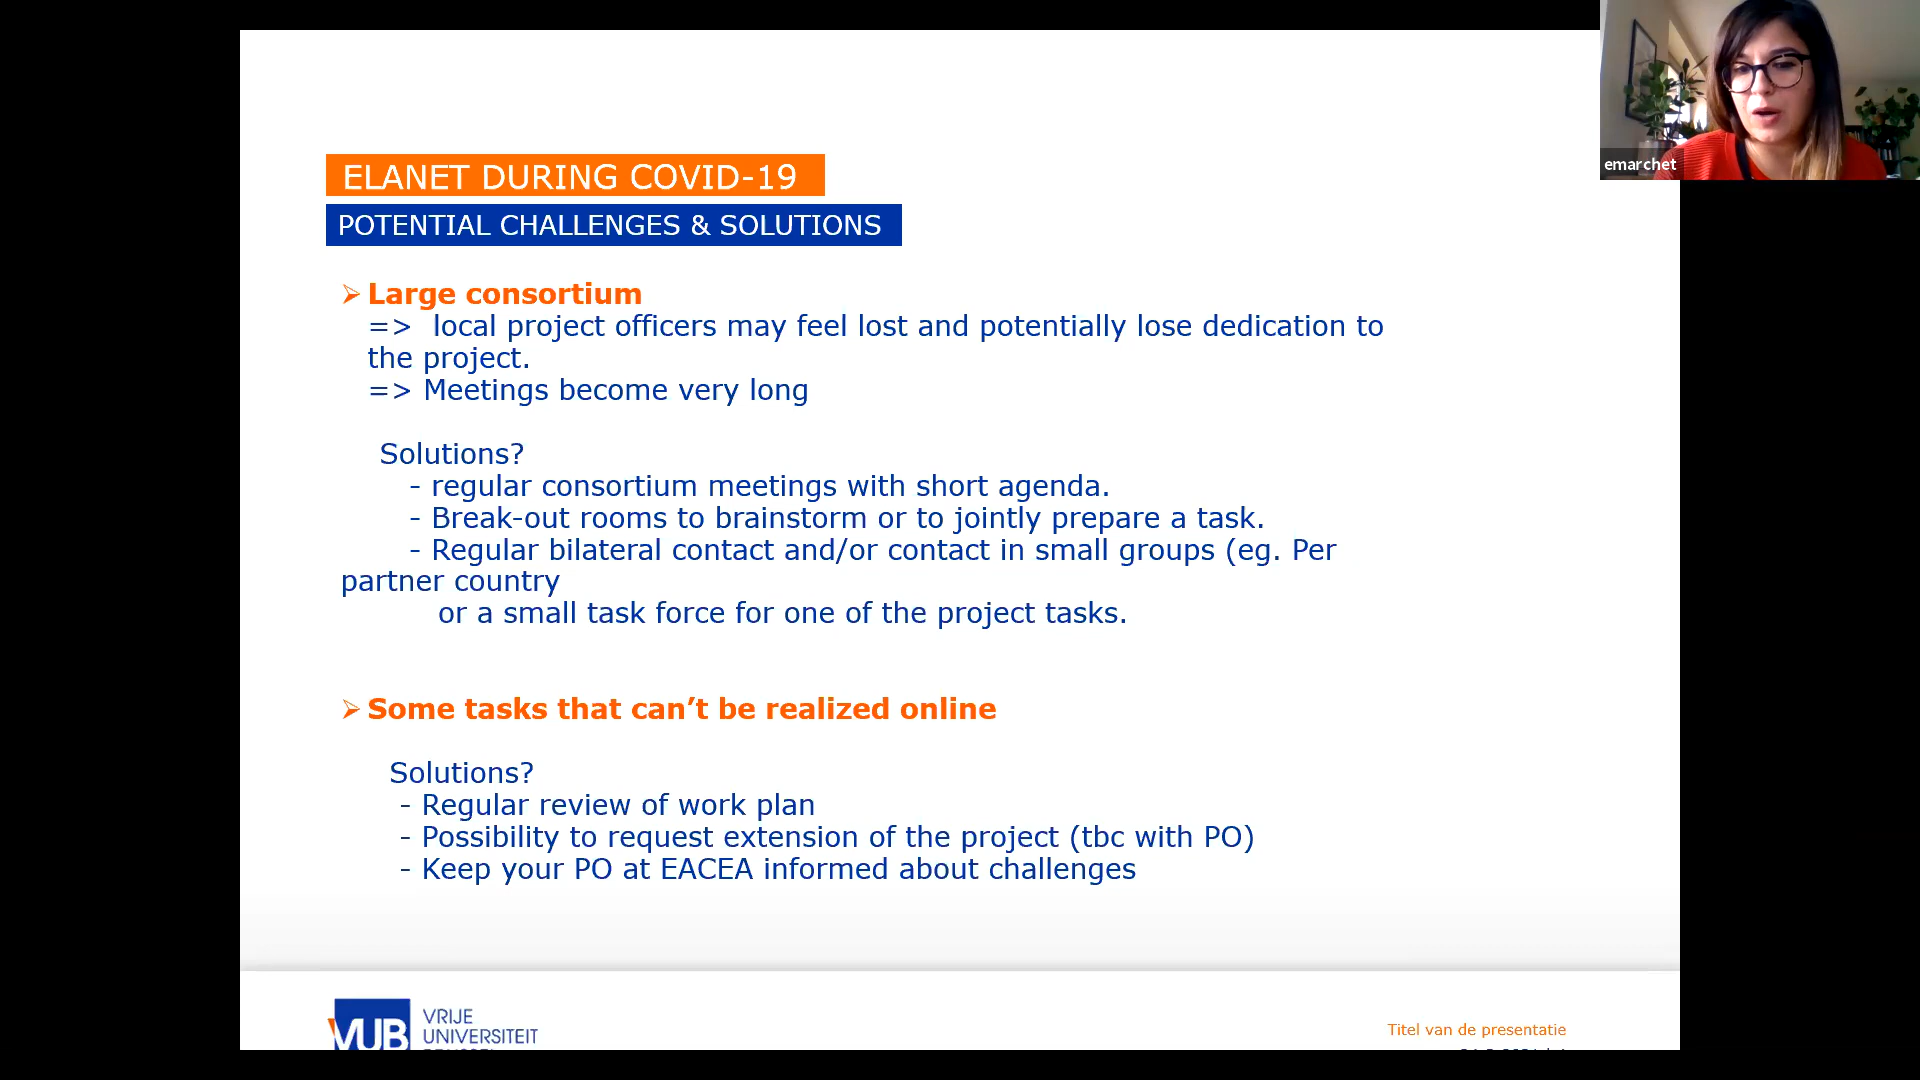 ELANET DURING COVID-19
POTENTIAL CHALLENGES & SOLUTIONS
emarchet
➢ Large consortium
=> local project officers may feel lost and potentially lose dedication to
the project.
=> Meetings become very long
Solutions?
- regular consortium meetings with short agenda.
- Break-out rooms to brainstorm or to jointly prepare a task.
- Regular bilateral contact and/or contact in small groups (eg. Per
partner country
or a small task force for one of the project tasks.
➢ Some tasks that can’t be realized online
Solutions?
- Regular review of work plan
- Possibility to request extension of the project (tbc with PO)
- Keep your PO at EACEA informed about challenges
VUB
VRIJE
UNIVERSITEIT
Titel van de presentatie